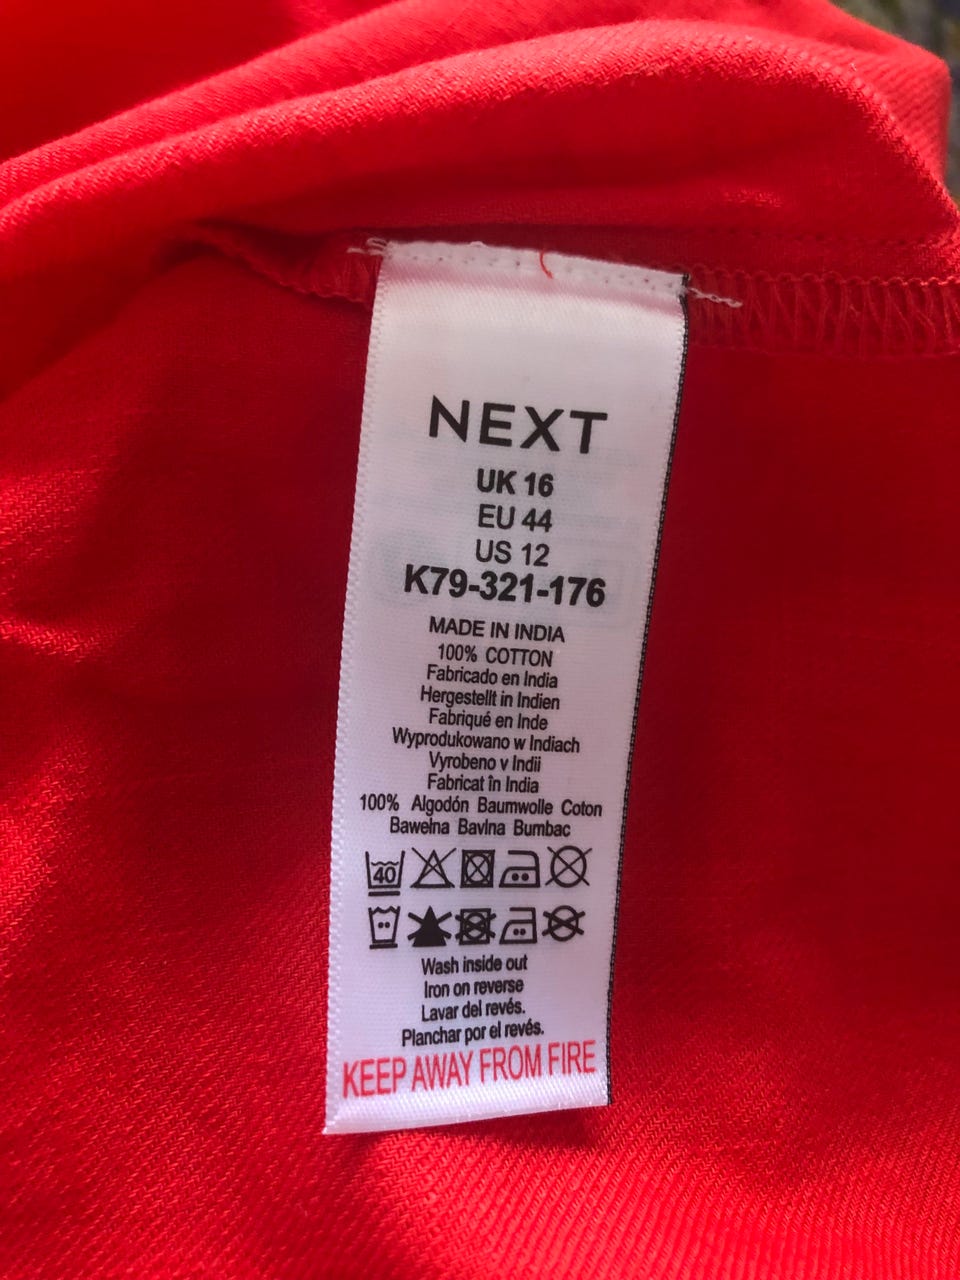 NEXT
UK 16
EU 44
US 12
K79-321-176
MADE IN INDIA
100% COTTON
Fabricado en India
Hergestellt in Indien
Fabriqué en Inde
Wyprodukowano w Indiach
Vyrobeno v Indii
Fabricat în India
100% Algodón Baumwolle Coton
Bawełna Bavlna Bumbac
40
Wash inside out
Iron on reverse
Lavar del revés.
Planchar por el revés.
KEEP AWAY FROM FIRE